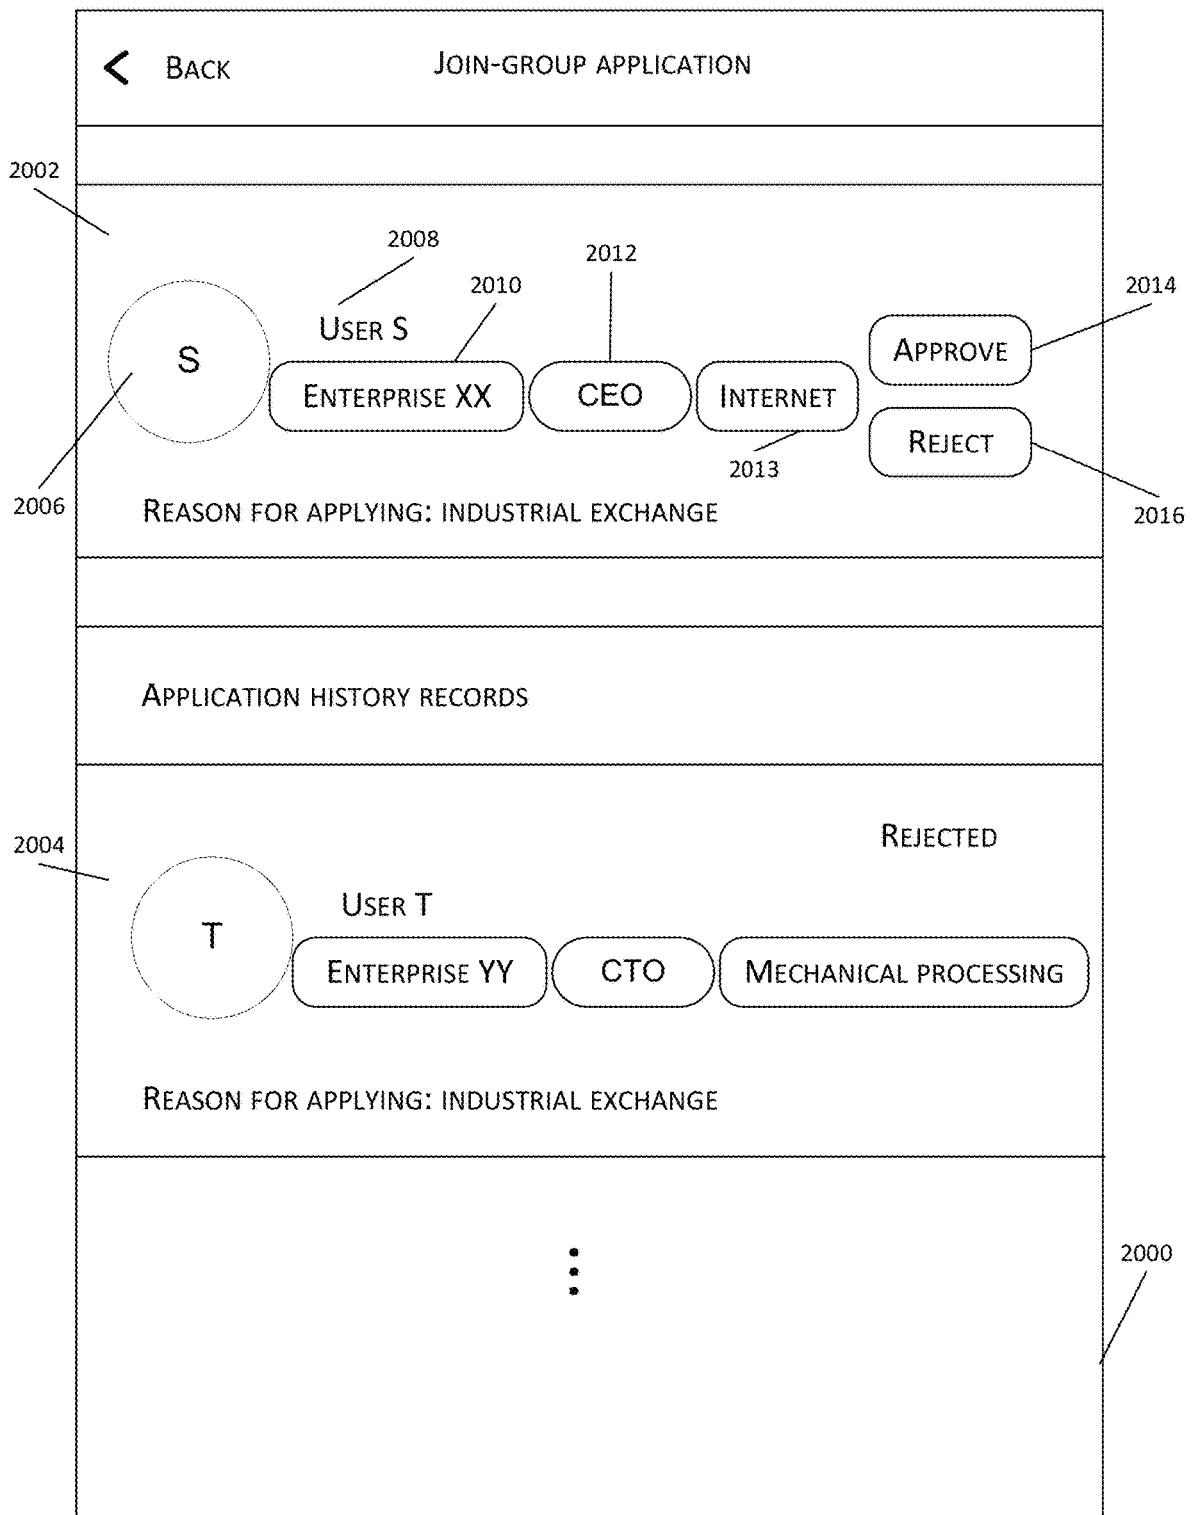 BACK
JOIN-GROUP APPLICATION
2002
2008
2012
2010
2014
USER S
APPROVE
S
ENTERPRISE XX
CEO
INTERNET
REJECT
2013
2006
REASON FOR APPLYING: INDUSTRIAL EXCHANGE
2016
APPLICATION HISTORY RECORDS
REJECTED
2004
USER T
T
ENTERPRISE YY
CTO
MECHANICAL PROCESSING
REASON FOR APPLYING: INDUSTRIAL EXCHANGE
2000